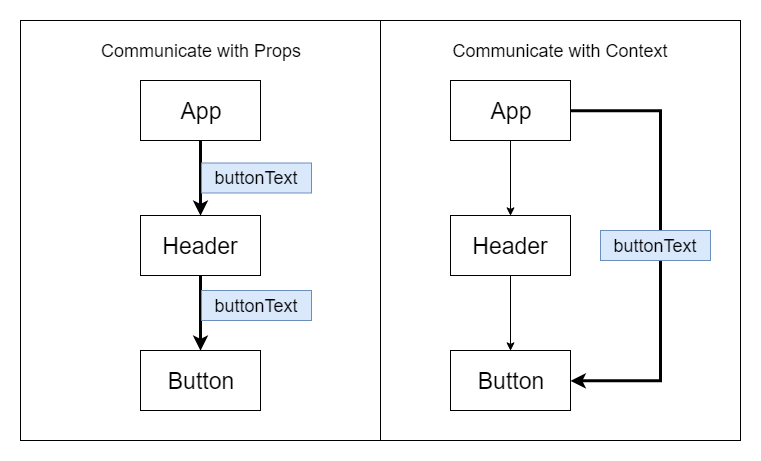 Communicate with Props
App
buttonText
Header
buttonText
Button
Communicate with Context
App
Header
buttonText
Button